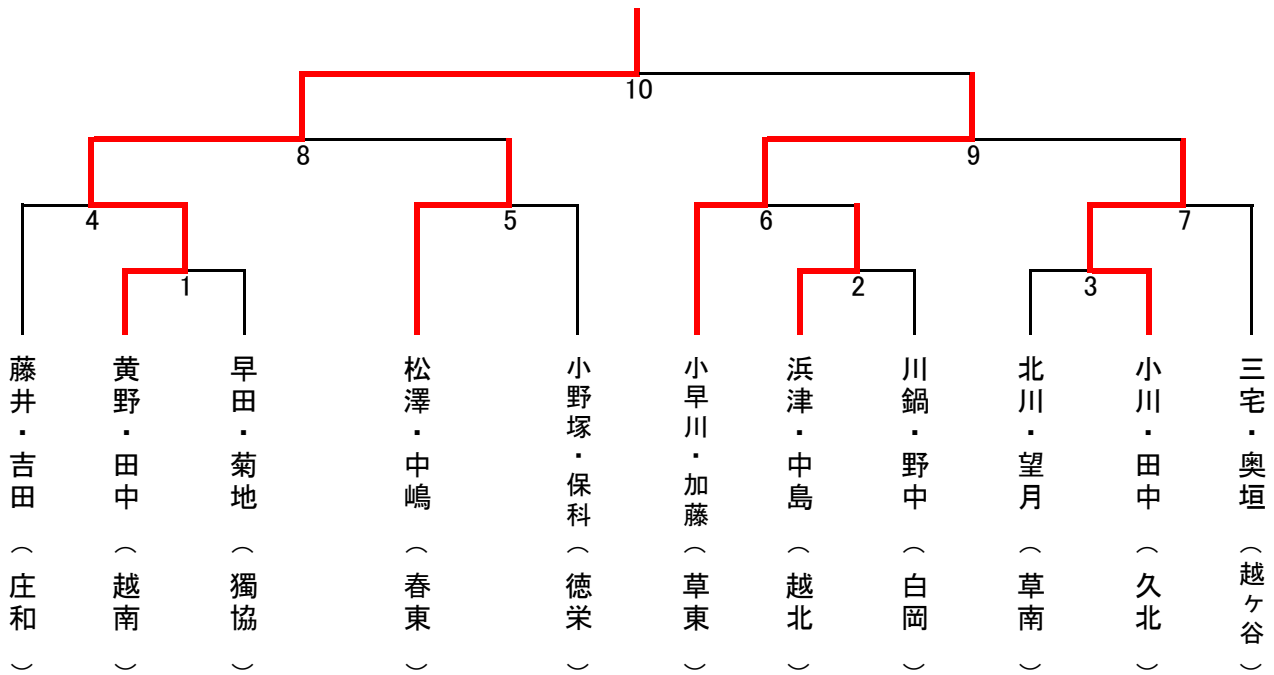 10
8
9
4
5
6
7
1
2
3
藤井・吉田（庄和）
黄野・田中（越南）
早田・菊地（獨協）
松澤・中嶋（春東）
小野塚・保科（徳栄）
小早川・加藤（草東）
浜津・中島（越北）
川鍋・野中（白岡）
北川・望月（草南）
小川・田中（久北）
三宅・奥垣（越ヶ谷）